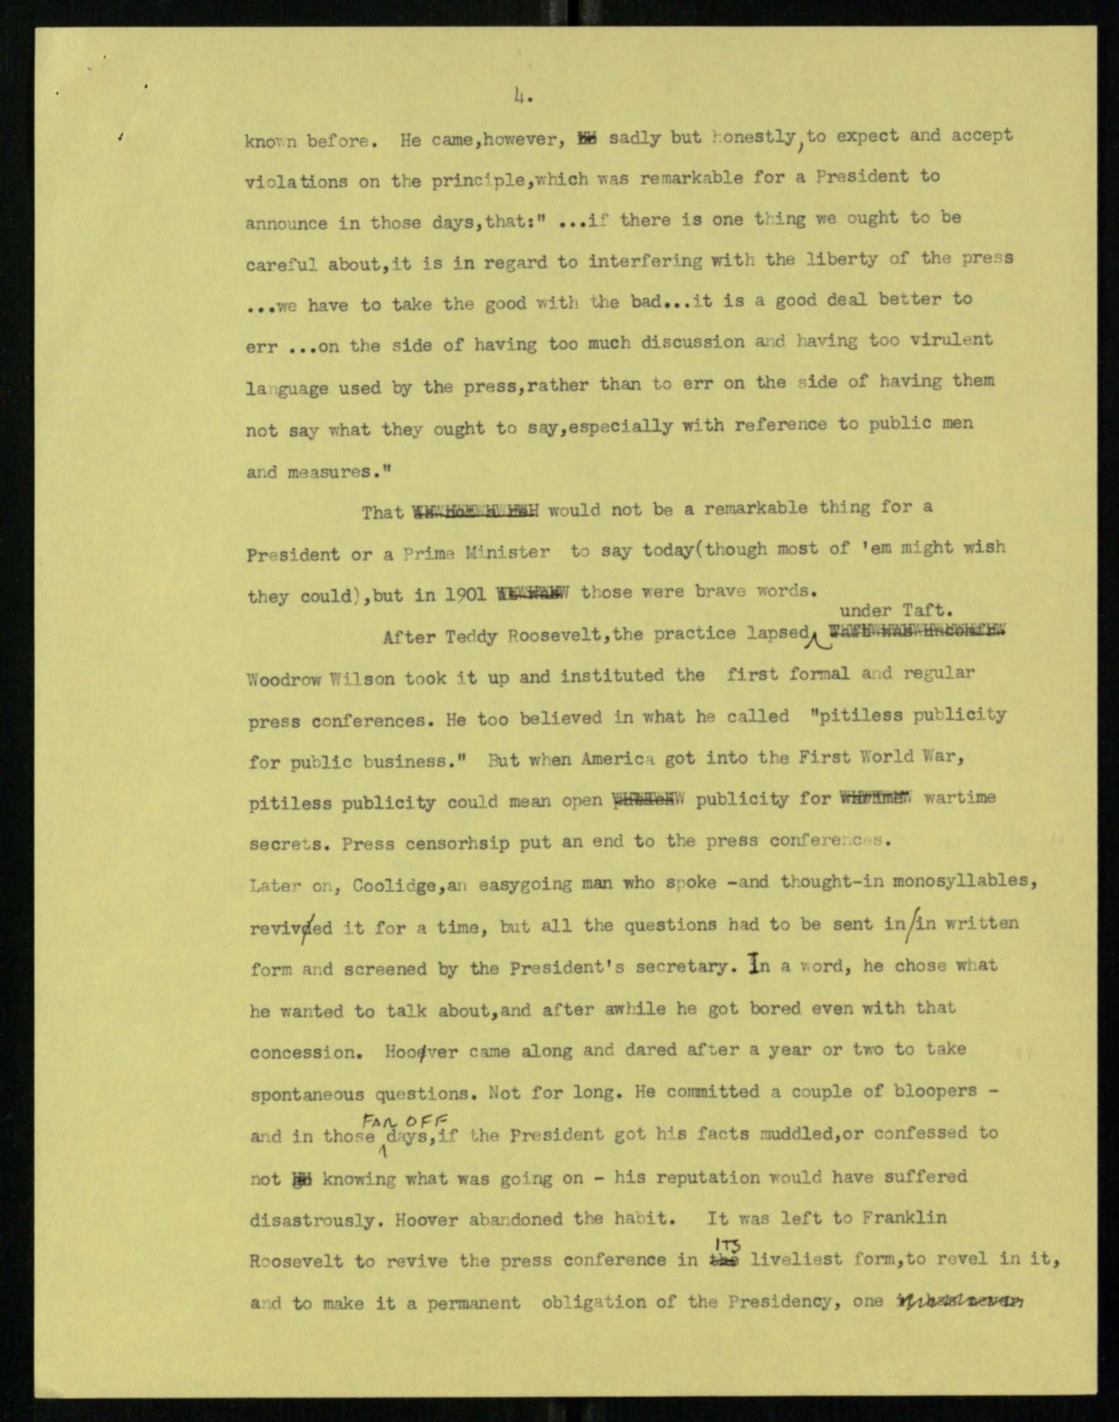 4.
known before. He came,however, sadly but honestly,to expect and accept
violations on the principle,which was remarkable for a President to
announce in those days,that:" ...if there is one thing we ought to be
careful about,it is in regard to interfering with the liberty of the press
...we have to take the good with the bad...it is a good deal better to
err ...on the side of having too much discussion and having too virulent
language used by the press,rather than to err on the side of having them
not say what they ought to say,especially with reference to public men
and measures."
That would not be a remarkable thing for a
President or a Prime Minister to say today(though most of 'em might wish
they could),but in 1901 those were brave words.
under Taft.
After Teddy Roosevelt,the practice lapsed
Woodrow Wilson took it up and instituted the first formal and regular
press conferences. He too believed in what he called "pitiless publicity
for public business." But when America got into the First World War,
pitiless publicity could mean open publicity for wartime
secrets. Press censorhsip put an end to the press conferences.
Later on, Coolidge,an easygoing man who spoke -and thought-in monosyllables,
revived it for a time, but all the questions had to be sent in/in written
form and screened by the President's secretary. In a word, he chose what
he wanted to talk about,and after awhile he got bored even with that
concession. Hoover came along and dared after a year or two to take
spontaneous questions. Not for long. He committed a couple of bloopers -
FAR OFF
and in those days,if the President got his facts muddled,or confessed to
not knowing what was going on - his reputation would have suffered
disastrously. Hoover abandoned the habit. It was left to Franklin
ITS
Roosevelt to revive the press conference in the liveliest form,to revel in it,
and to make it a permanent obligation of the Presidency, one